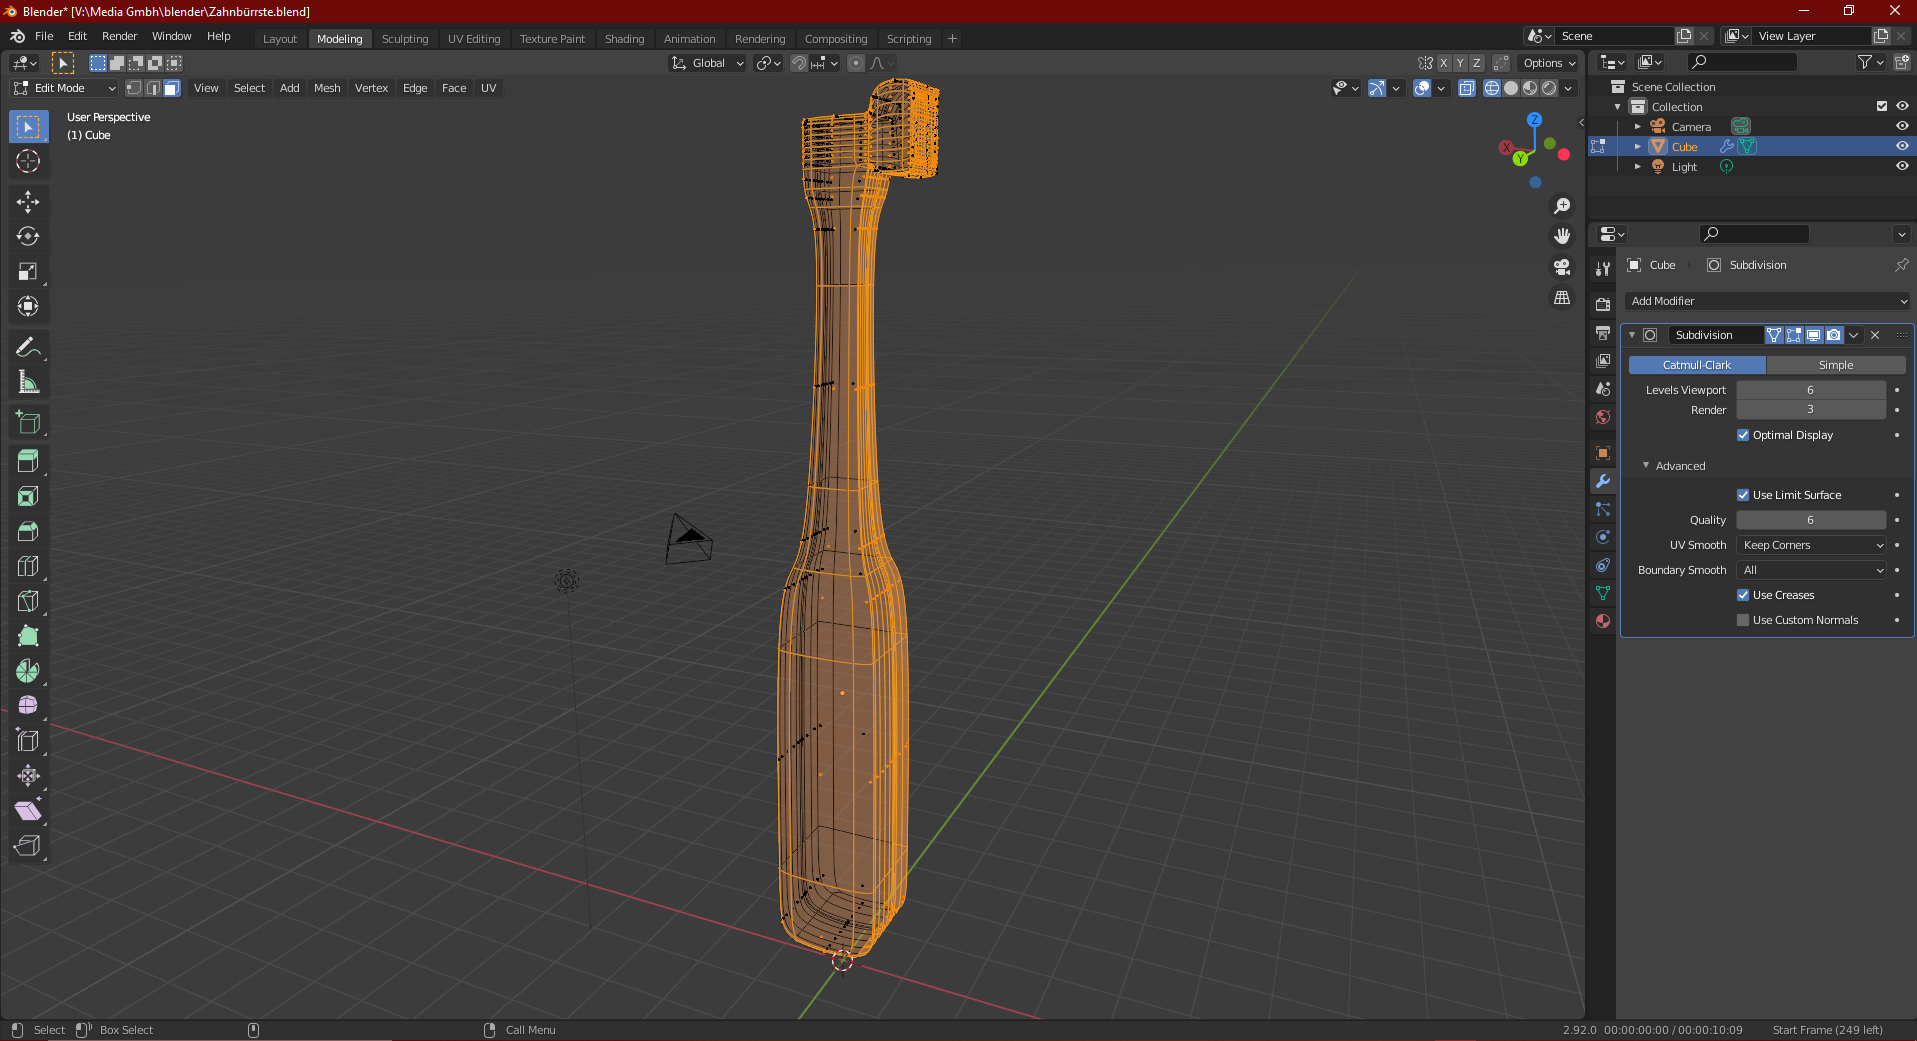 Blender* [V:\Media Gmbh\blender\Zahnbürrste.blend]
File Edit Render Window Help
Layout Modeling Sculpting UV Editing Texture Paint Shading Animation Rendering Compositing Scripting +
Scene
View Layer
Global
X Y Z
Options
Edit Mode
View Select Add Mesh Vertex Edge Face UV
User Perspective
(1) Cube
Z
X
Y
Scene Collection
Collection
Camera
Cube
Light
Cube Subdivision
Add Modifier
Subdivision
Catmull-Clark Simple
Levels Viewport 6
Render 3
Optimal Display
Advanced
Use Limit Surface
Quality 6
UV Smooth Keep Corners
Boundary Smooth All
Use Creases
Use Custom Normals
Select Box Select Call Menu
2.92.0 00:00:00:00 / 00:00:10:09 Start Frame (249 left)